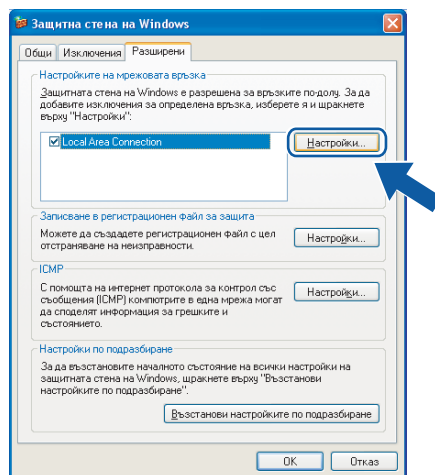 Защитна стена на Windows
Общи Изключения Разширени
Настройките на мрежовата връзка
Защитната стена на Windows е разрешена за връзките по-долу. За да
добавите изключения за определена връзка, изберете я и щракнете
върху "Настройки":
Local Area Connection
Настройки...
Записване в регистрационен файл за защита
Можете да създадете регистрационен файл с цел
отстраняване на неизправности.
Настройки...
ICMP
С помощта на интернет протокола за контрол със
съобщения (ICMP) компютрите в една мрежа могат
да споделят информация за грешките и
състоянието.
Настройки...
Настройки по подразбиране
За да възстановите началното състояние на всички настройки на
защитната стена на Windows, щракнете върху "Възстанови
настройките по подразбиране".
Възстанови настройките по подразбиране
OK Отказ